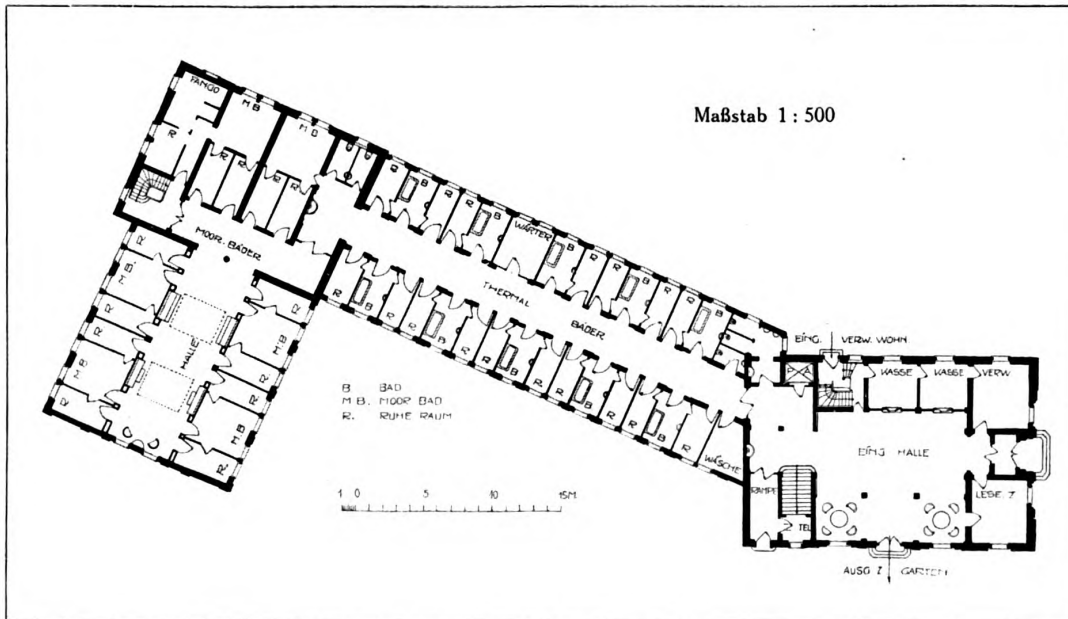 Maßstab 1 : 500
FANGO
M B
M B
R
R
R
R
R
MOOR. BÄDER
R
M B
R
R
M B
R
HALLE
R
M B
R
R
M B
R
R
B
R
R
B
WÄRTER
B
R
R
B
R
R
B
THERMAL
BÄDER
R
B
R
R
B
R
R
B
R
R
B
R
R
B
R
WÄSCHE
B BAD
M B. MOOR BAD
R. RUHE RAUM
1 0 5 10 15M.
EING. VERW. WOHN
KASSE
KASSE
VERW.
EING HALLE
LESE. Z
RAMPE
TEL
AUSG Z GARTEN